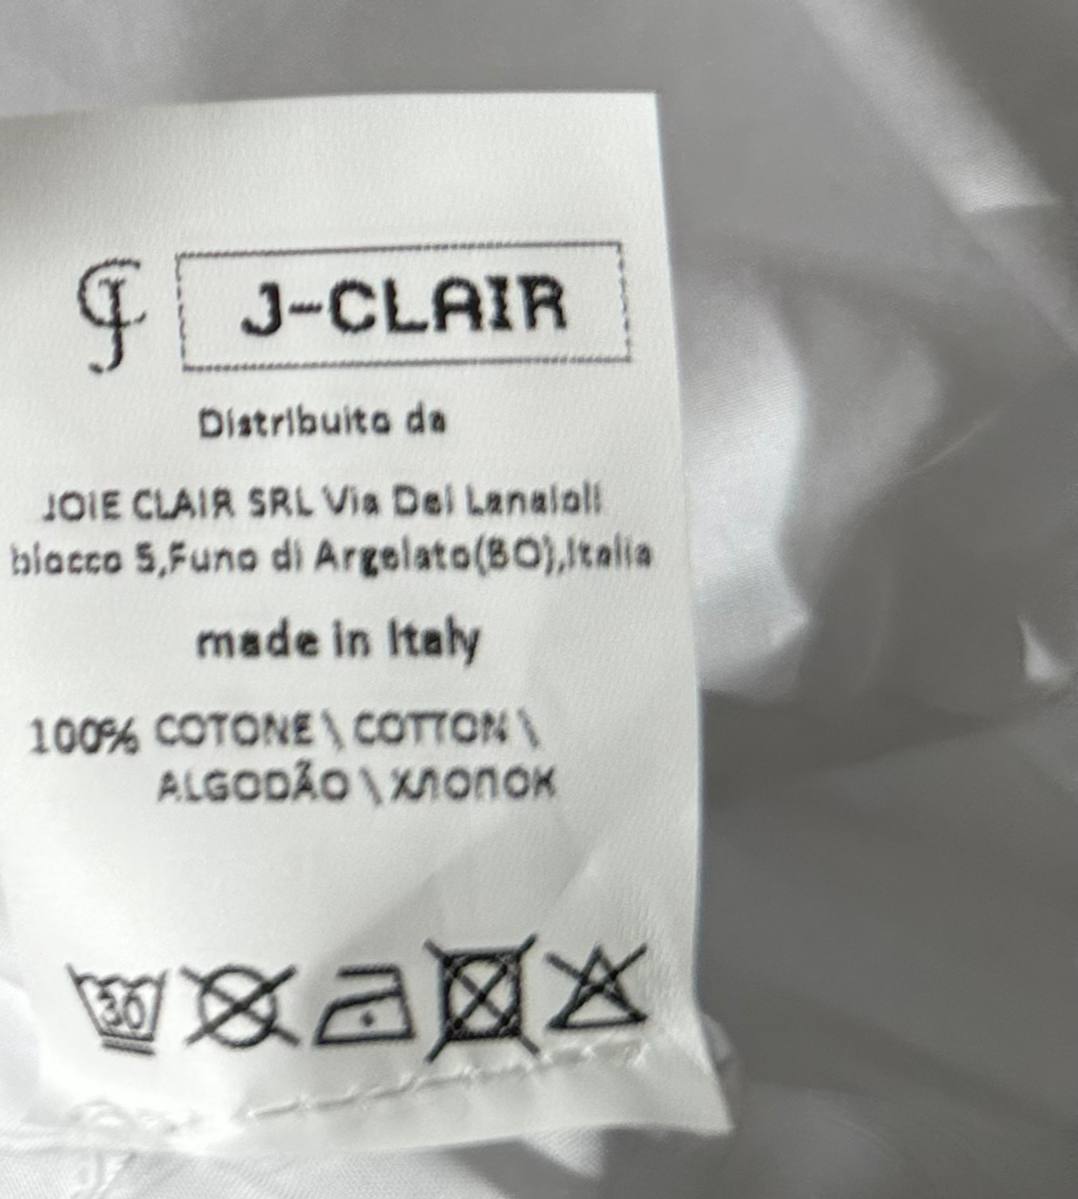 J-CLAIR
Distribuito da
JOIE CLAIR SRL Via Dei Lanaioli
blocco 5,Funo di Argelato(BO),Italia
made in Italy
100% COTONE \ COTTON \
ALGODÃO \ ХЛОПОК
30